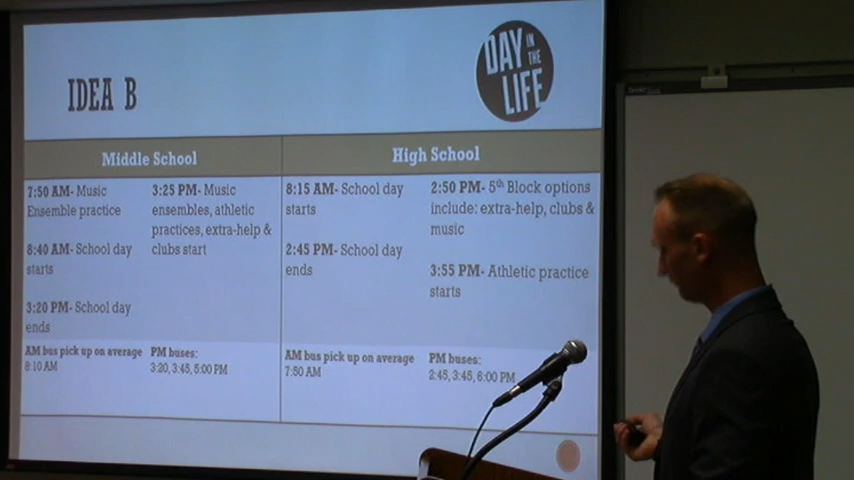 IDEA B
DAY
IN
THE
LIFE
Middle School
7:50 AM- Music
Ensemble practice
8:40 AM- School day
starts
3:20 PM- School day
ends
3:25 PM- Music
ensembles, athletic
practices, extra-help &
clubs start
AM bus pick up on average
8:10 AM
PM buses:
3:20, 3:45, 5:00 PM
High School
8:15 AM- School day
starts
2:45 PM- School day
ends
2:50 PM- 5th Block options
include: extra-help, clubs &
music
3:55 PM- Athletic practice
starts
AM bus pick up on average
7:50 AM
PM buses:
2:45, 3:45, 6:00 PM